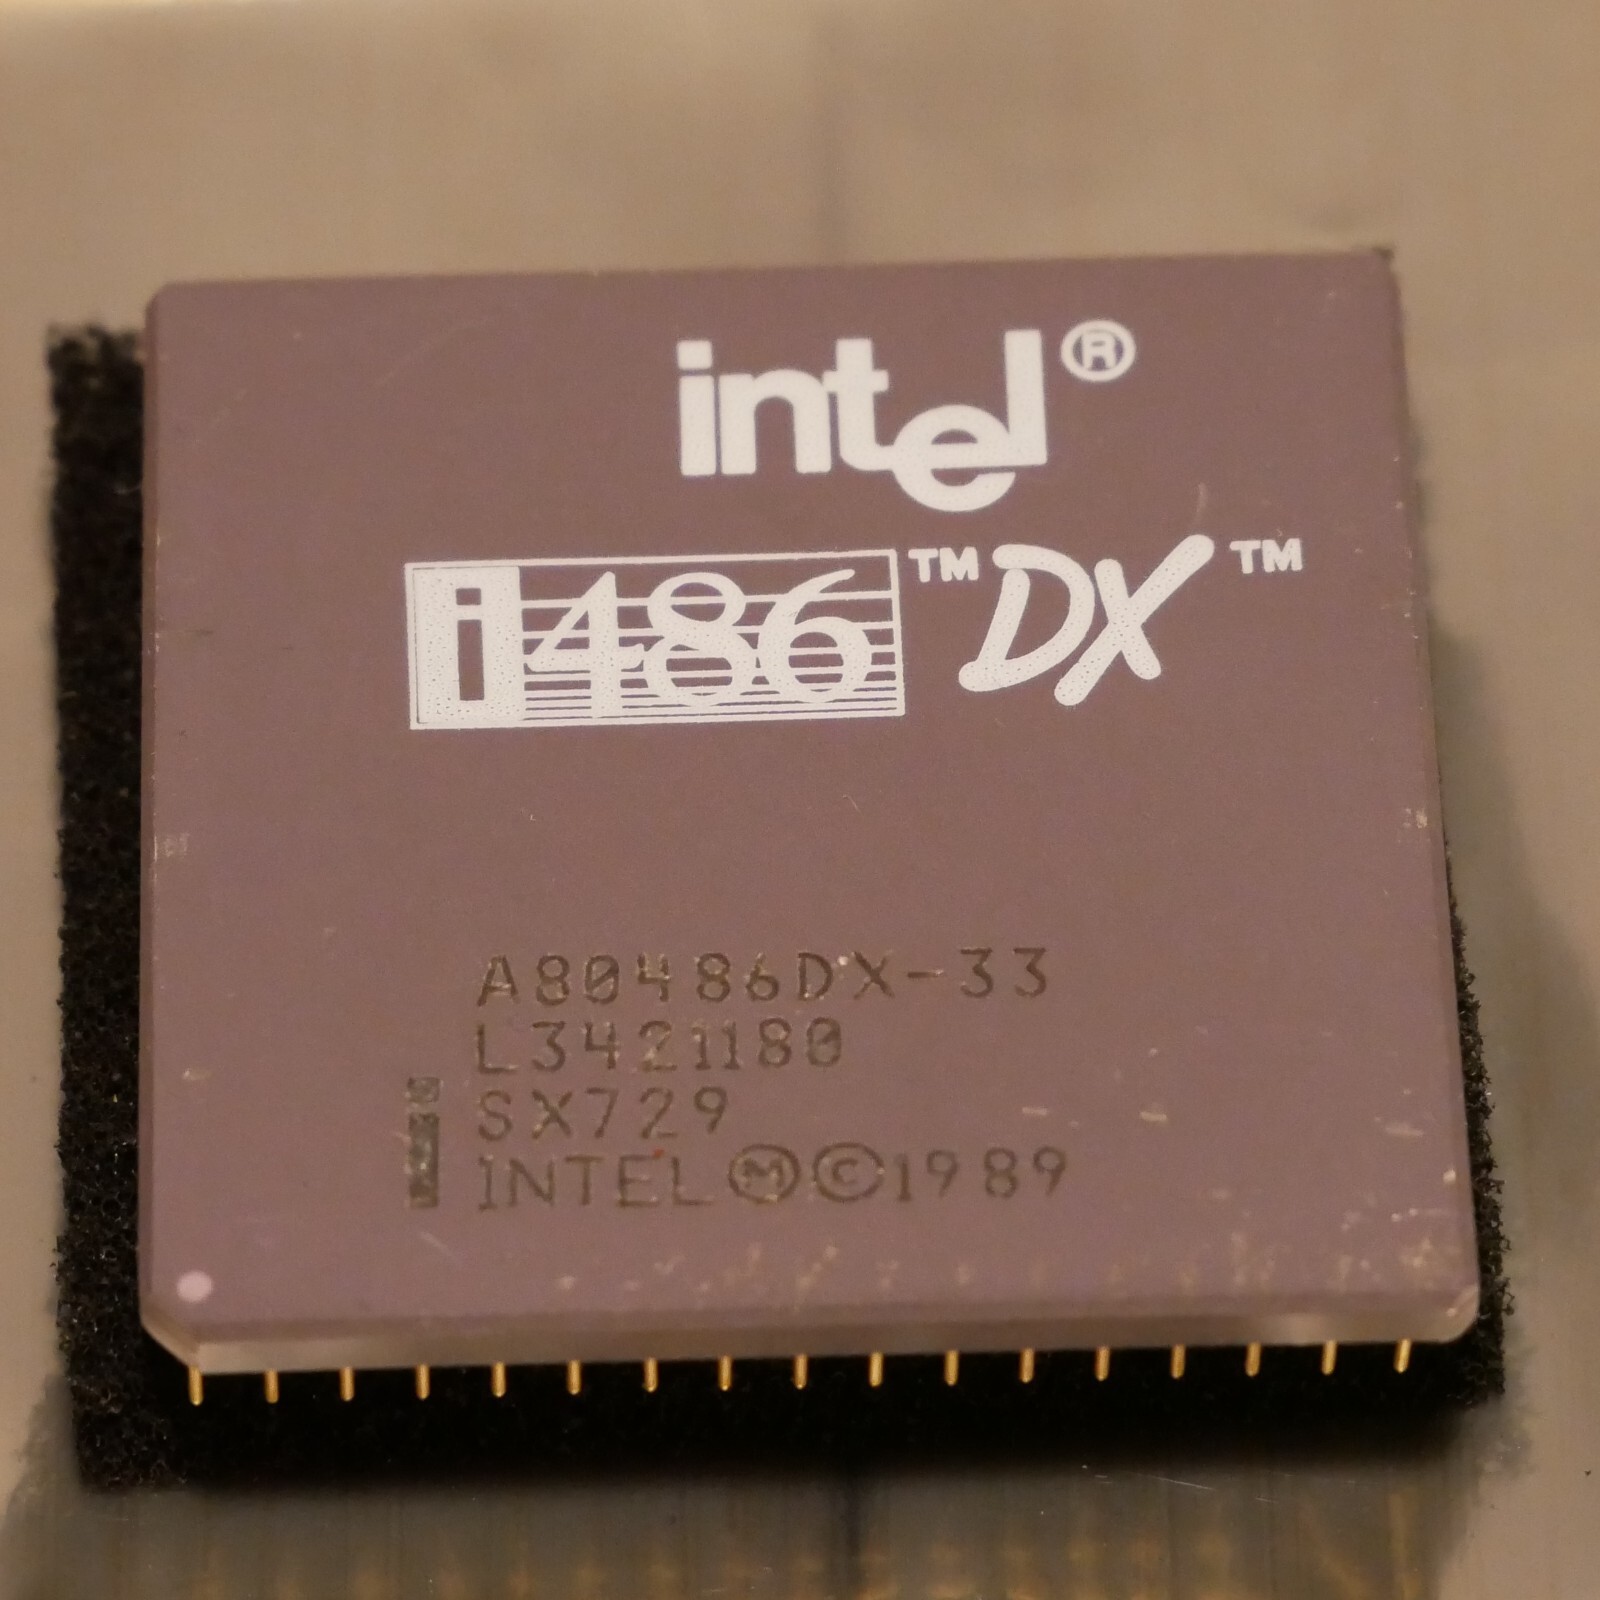 intel®
i486™ DX™
A80486DX-33
L3421180
SX729
INTEL Ⓜ©1989